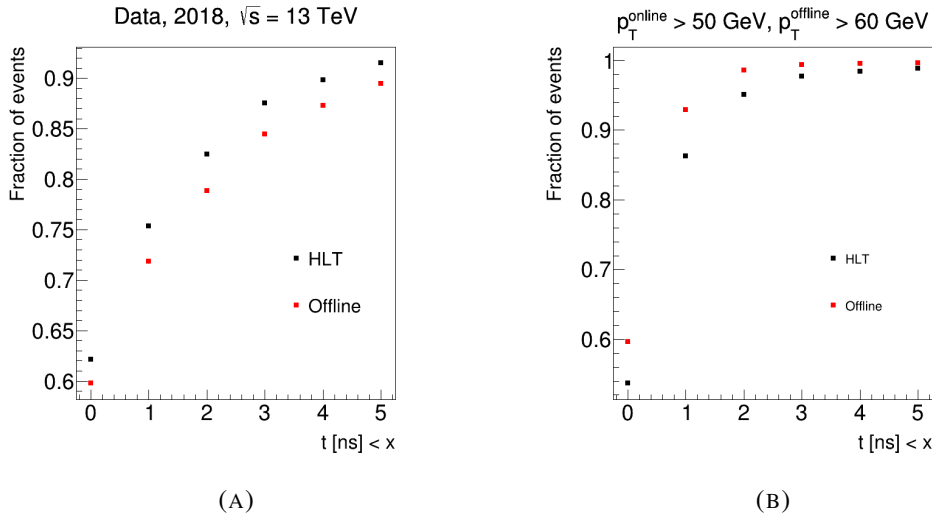 Data, 2018, √s = 13 TeV
Fraction of events
0.9
0.85
0.8
0.75
0.7
0.65
0.6
HLT
Offline
0 1 2 3 4 5
t [ns] < x
(A)
p_T^online > 50 GeV, p_T^offline > 60 GeV
Fraction of events
1
0.9
0.8
0.7
0.6
HLT
Offline
0 1 2 3 4 5
t [ns] < x
(B)